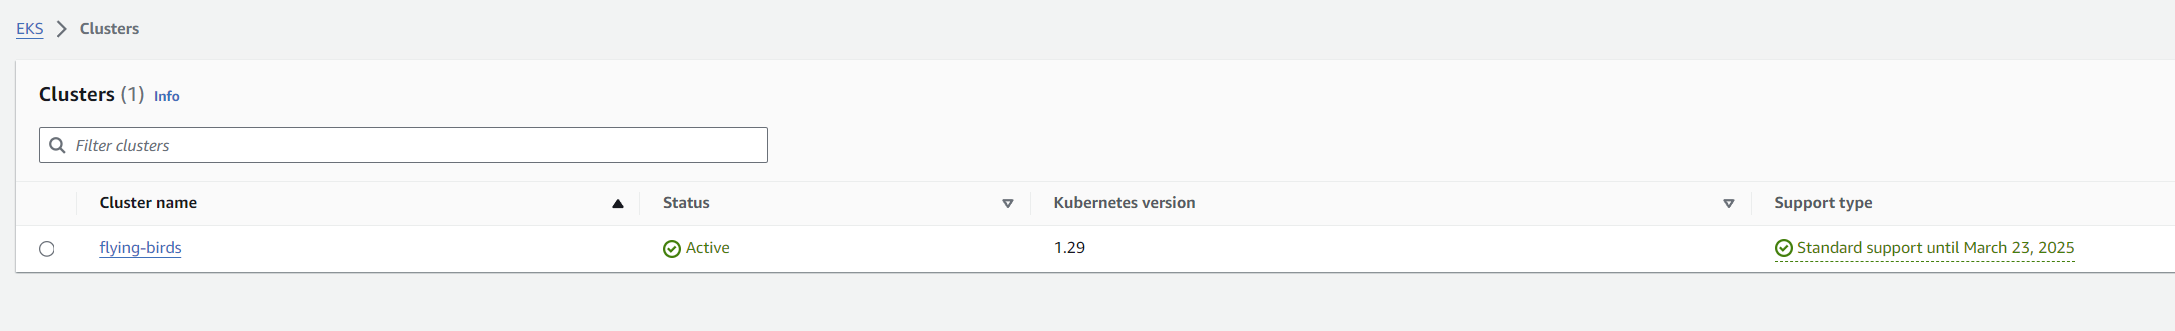 EKS > Clusters
Clusters (1) Info
Filter clusters
Cluster name Status Kubernetes version Support type
flying-birds Active 1.29 Standard support until March 23, 2025